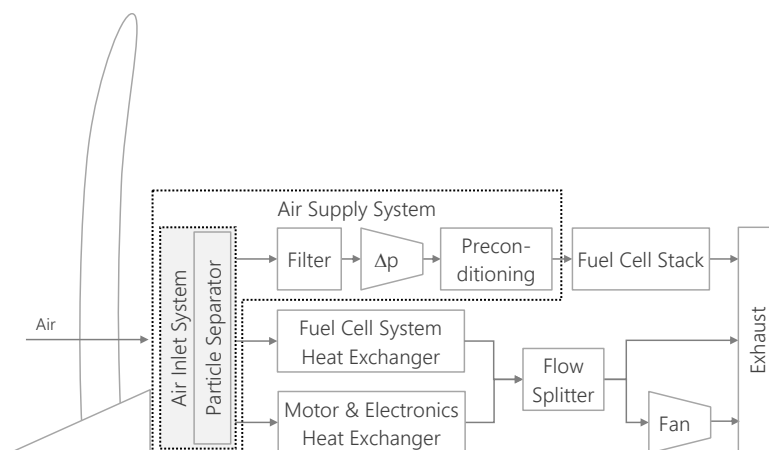 Air Supply System
Air
Air Inlet System
Particle Separator
Filter
Δp
Precon-
ditioning
Fuel Cell Stack
Fuel Cell System
Heat Exchanger
Motor & Electronics
Heat Exchanger
Flow
Splitter
Fan
Exhaust